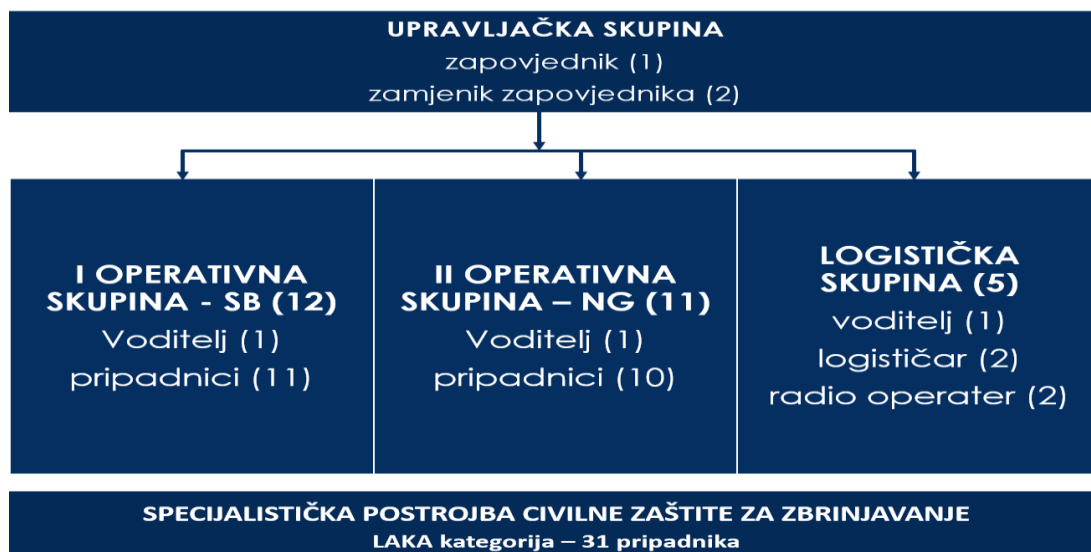 UPRAVLJAČKA SKUPINA
zapovjednik (1)
zamjenik zapovjednika (2)
I OPERATIVNA
SKUPINA - SB (12)
Voditelj (1)
pripadnici (11)
II OPERATIVNA
SKUPINA – NG (11)
Voditelj (1)
pripadnici (10)
LOGISTIČKA
SKUPINA (5)
voditelj (1)
logističar (2)
radio operater (2)
SPECIJALISTIČKA POSTROJBA CIVILNE ZAŠTITE ZA ZBRINJAVANJE
LAKA kategorija – 31 pripadnika